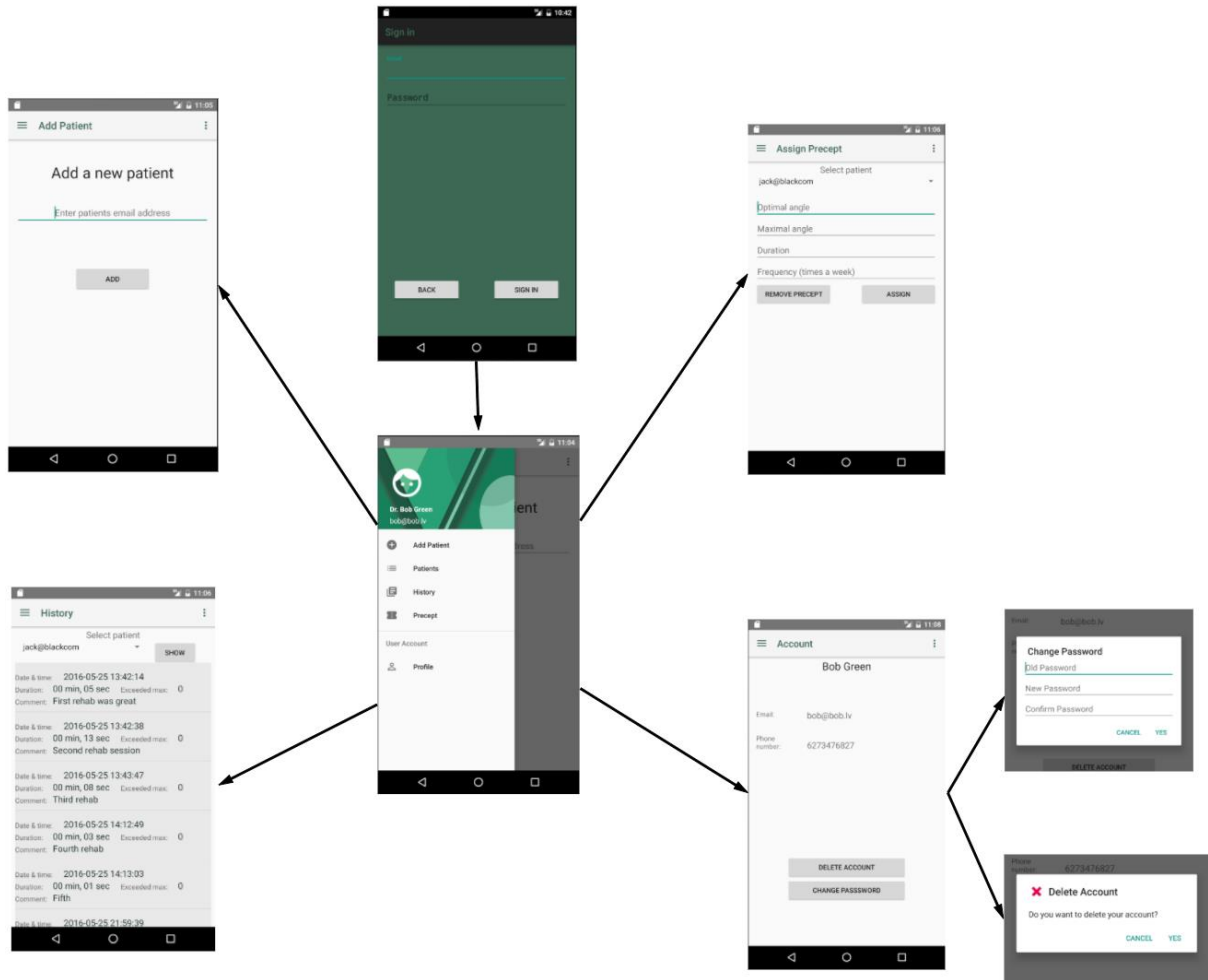 10:42
Sign in
Email
Password
BACK SIGN IN
11:05
Add Patient
Add a new patient
Enter patients email address
ADD
11:06
Assign Precept
Select patient
jack@blackcom
Optimal angle
Maximal angle
Duration
Frequency (times a week)
REMOVE PRECEPT ASSIGN
11:04
Dr. Bob Green
bob@bob.lv
ent
dress
Add Patient
Patients
History
Precept
User Account
Profile
11:06
History
Select patient
jack@blackcom
SHOW
Date & time: 2016-05-25 13:42:14
Duration: 00 min, 05 sec Exceeded max: 0
Comment: First rehab was great
Date & time: 2016-05-25 13:42:38
Duration: 00 min, 13 sec Exceeded max: 0
Comment: Second rehab session
Date & time: 2016-05-25 13:43:47
Duration: 00 min, 08 sec Exceeded max: 0
Comment: Third rehab
Date & time: 2016-05-25 14:12:49
Duration: 00 min, 03 sec Exceeded max: 0
Comment: Fourth rehab
Date & time: 2016-05-25 14:13:03
Duration: 00 min, 01 sec Exceeded max: 0
Comment: Fifth
Date & time: 2016-05-25 21:59:39
11:08
Account
Bob Green
Email: bob@bob.lv
Phone
number: 6273476827
DELETE ACCOUNT
CHANGE PASSSWORD
Email: bob@bob.lv
Change Password
Old Password
New Password
Confirm Password
CANCEL YES
DELETE ACCOUNT
Phone
number: 6273476827
Delete Account
Do you want to delete your account?
CANCEL YES